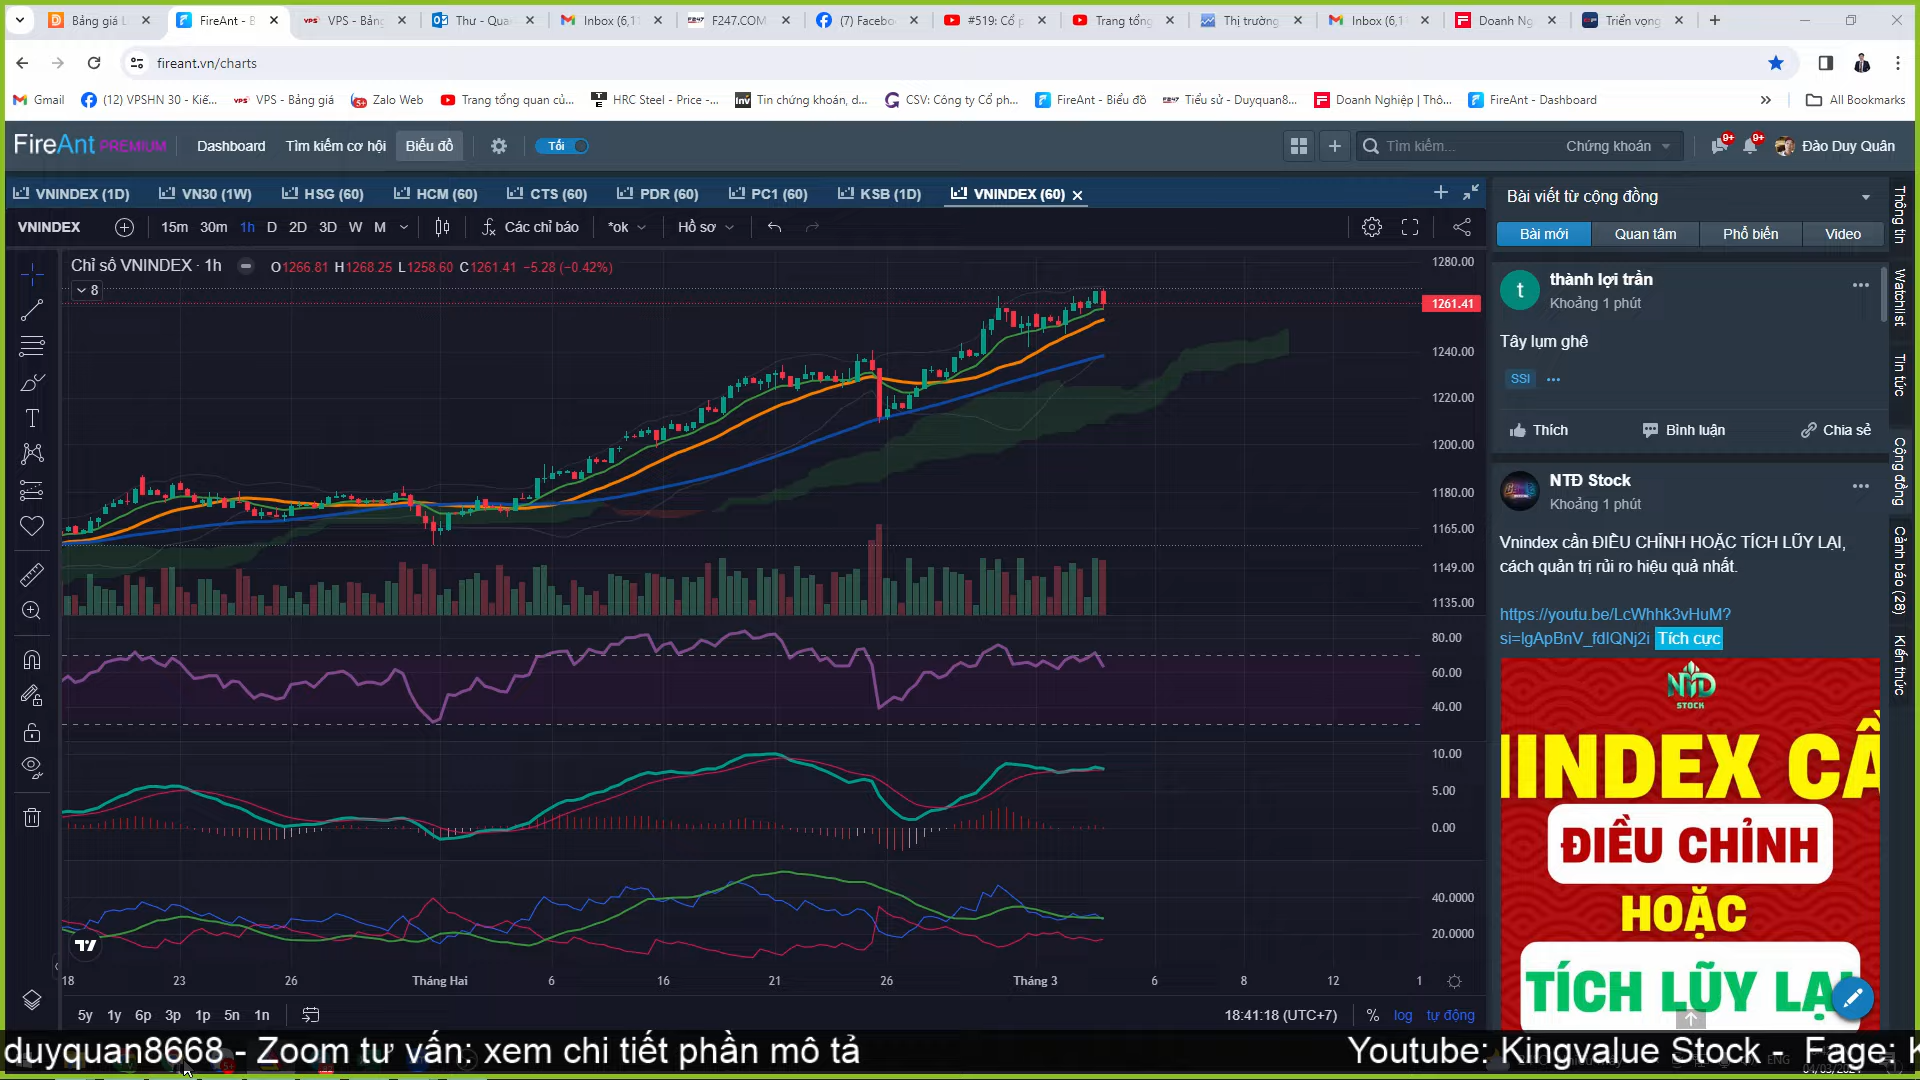 Bảng giá
FireAnt - B
VPS - Bảng
Thư - Qua
Inbox (6,1
F247.COM
(7) Faceboo
#519: Cổ p
Trang tổng
Thị trường
Inbox (6,1
Doanh Ng
Triển vọng
fireant.vn/charts
Gmail
(12) VPSHN 30 - Kiế...
VPS - Bảng giá
Zalo Web
Trang tổng quan củ...
HRC Steel - Price -...
Tin chứng khoán, d...
CSV: Công ty Cổ ph...
FireAnt - Biểu đồ
Tiểu sử - Duyquan8...
Doanh Nghiệp | Thô...
FireAnt - Dashboard
All Bookmarks
FireAnt PREMIUM
Dashboard
Tìm kiếm cơ hội
Biểu đồ
Tối
Tìm kiếm...
Chứng khoán
9+
9+
Đào Duy Quân
VNINDEX (1D)
VN30 (1W)
HSG (60)
HCM (60)
CTS (60)
PDR (60)
PC1 (60)
KSB (1D)
VNINDEX (60)
VNINDEX
15m 30m 1h D 2D 3D W M
Các chỉ báo
*ok
Hồ sơ
Chỉ số VNINDEX · 1h
O1266.81 H1268.25 L1258.60 C1261.41 −5.28 (−0.42%)
8
1280.00
1261.41
1240.00
1220.00
1200.00
1180.00
1165.00
1149.00
1135.00
80.00
60.00
40.00
10.00
5.00
0.00
40.0000
20.0000
18 23 26 Tháng Hai 6 16 21 26 Tháng 3 6 8 12 1
5y 1y 6p 3p 1p 5n 1n
18:41:18 (UTC+7)
% log tự động
Bài viết từ cộng đồng
Bài mới
Quan tâm
Phổ biến
Video
t
thành lợi trần
Khoảng 1 phút
Tây lụm ghê
SSI
Thích
Bình luận
Chia sẻ
NTĐ Stock
Khoảng 1 phút
Vnindex cần ĐIỀU CHỈNH HOẶC TÍCH LŨY LẠI,
cách quản trị rủi ro hiệu quả nhất.
https://youtu.be/LcWhhk3vHuM?
si=lgApBnV_fdIQNj2i Tích cực
NTD
STOCK
NINDEX CẦ
ĐIỀU CHỈNH
HOẶC
TÍCH LŨY LẠ
Thông tin
Watchlist
Tin tức
Cộng đồng
Cảnh báo (28)
Kiến thức
duyquan8668 - Zoom tư vấn: xem chi tiết phần mô tả
Youtube: Kingvalue Stock - Fage: K